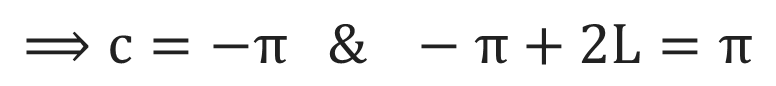 ⟹ c = −π & − π + 2L = π